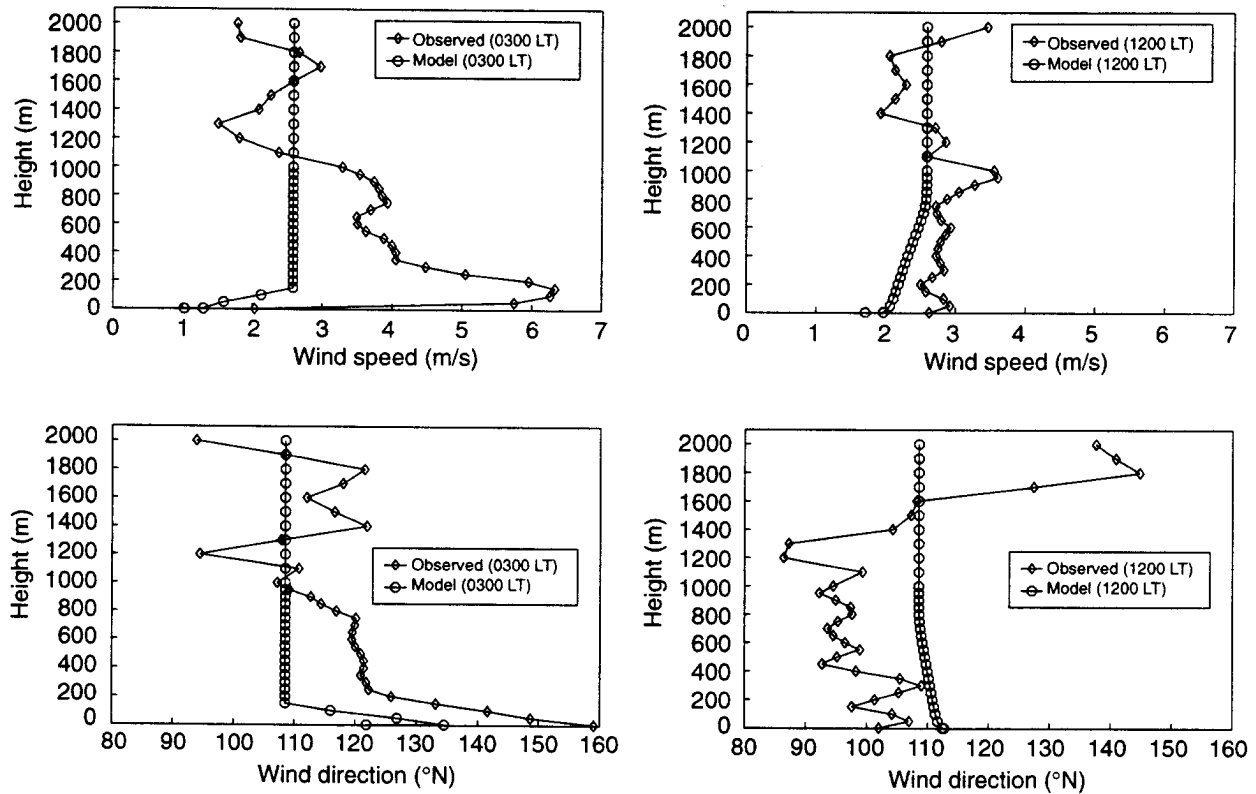 2000
1800
1600
1400
1200
1000
800
600
400
200
0
Height (m)
Observed (0300 LT)
Model (0300 LT)
0 1 2 3 4 5 6 7
Wind speed (m/s)
2000
1800
1600
1400
1200
1000
800
600
400
200
0
Height (m)
Observed (1200 LT)
Model (1200 LT)
0 1 2 3 4 5 6 7
Wind speed (m/s)
2000
1800
1600
1400
1200
1000
800
600
400
200
0
Height (m)
Observed (0300 LT)
Model (0300 LT)
80 90 100 110 120 130 140 150 160
Wind direction (°N)
2000
1800
1600
1400
1200
1000
800
600
400
200
0
Height (m)
Observed (1200 LT)
Model (1200 LT)
80 90 100 110 120 130 140 150 160
Wind direction (°N)